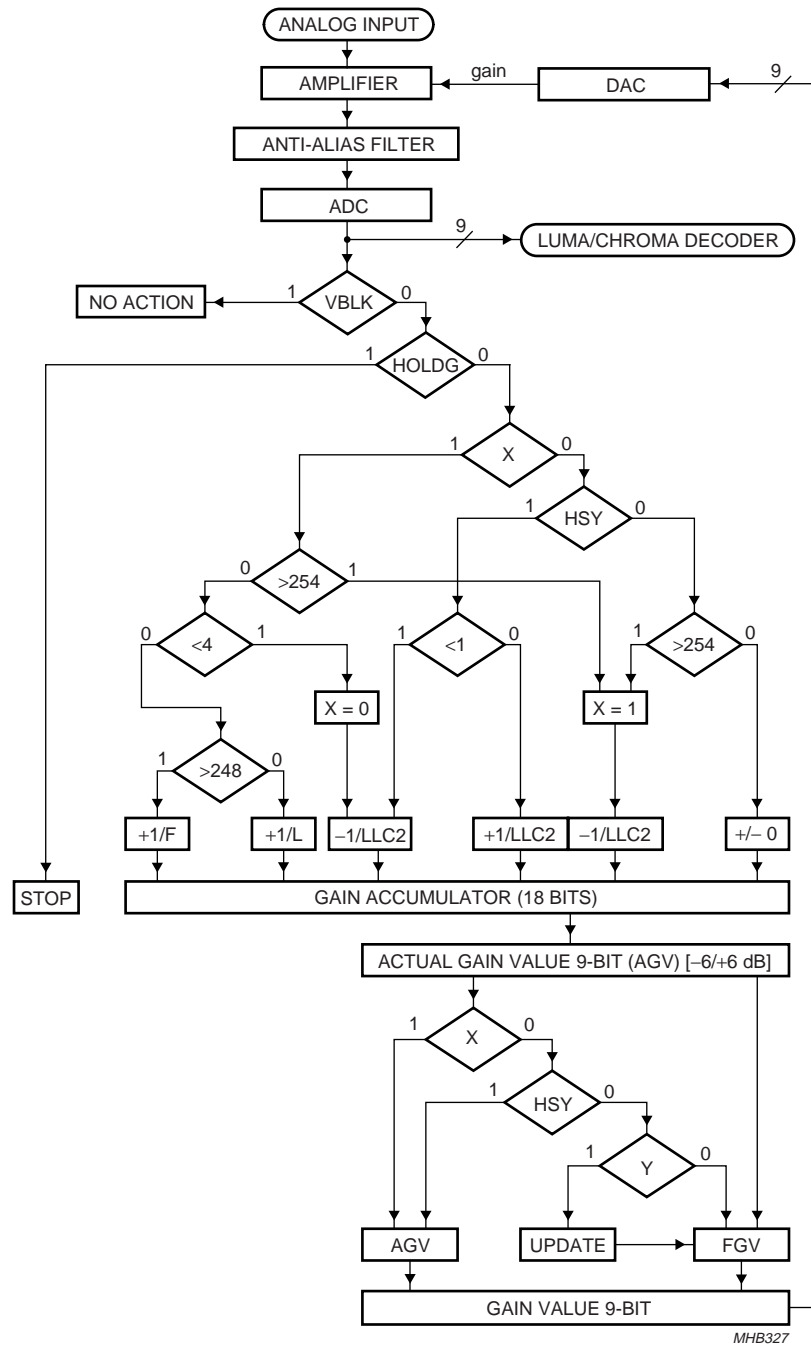 ANALOG INPUT
AMPLIFIER
gain
DAC
9
ANTI-ALIAS FILTER
ADC
9
LUMA/CHROMA DECODER
NO ACTION
1
VBLK
0
1
HOLDG
0
1
X
0
1
HSY
0
0
>254
1
0
<4
1
1
<1
0
1
>254
0
X = 0
X = 1
1
>248
0
+1/F
+1/L
−1/LLC2
+1/LLC2
−1/LLC2
+/− 0
STOP
GAIN ACCUMULATOR (18 BITS)
ACTUAL GAIN VALUE 9-BIT (AGV) [−6/+6 dB]
1
X
0
1
HSY
0
1
Y
0
AGV
UPDATE
FGV
GAIN VALUE 9-BIT
MHB327